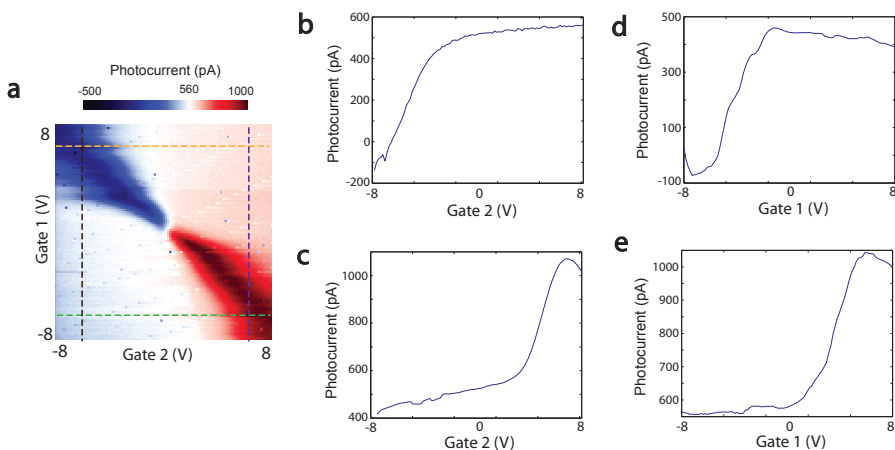 a
Photocurrent (pA)
-500 560 1000
8
Gate 1 (V)
-8
-8 8
Gate 2 (V)
b
600
400
200
0
-200
Photocurrent (pA)
-8 0 8
Gate 2 (V)
c
1000
800
600
400
Photocurrent (pA)
-8 0 8
Gate 2 (V)
d
500
300
100
-100
Photocurrent (pA)
-8 0 8
Gate 1 (V)
e
1000
900
800
700
600
Photocurrent (pA)
-8 0 8
Gate 1 (V)